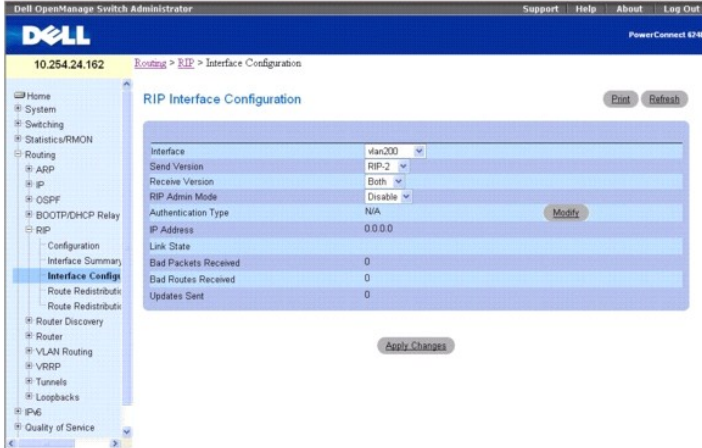 Dell OpenManage Switch Administrator
Support Help About Log Out
DELL
PowerConnect
10.254.24.162
Routing > RIP > Interface Configuration
Home
System
Switching
Statistics/RMON
Routing
ARP
IP
OSPF
BOOTP/DHCP Relay
RIP
Configuration
Interface Summary
Interface Configu
Route Redistributic
Route Redistributic
Router Discovery
Router
VLAN Routing
VRRP
Tunnels
Loopbacks
IPv6
Quality of Service
RIP Interface Configuration
Print Refresh
Interface vlan200
Send Version RIP-2
Receive Version Both
RIP Admin Mode Disable
Authentication Type N/A Modify
IP Address 0.0.0.0
Link State
Bad Packets Received 0
Bad Routes Received 0
Updates Sent 0
Apply Changes